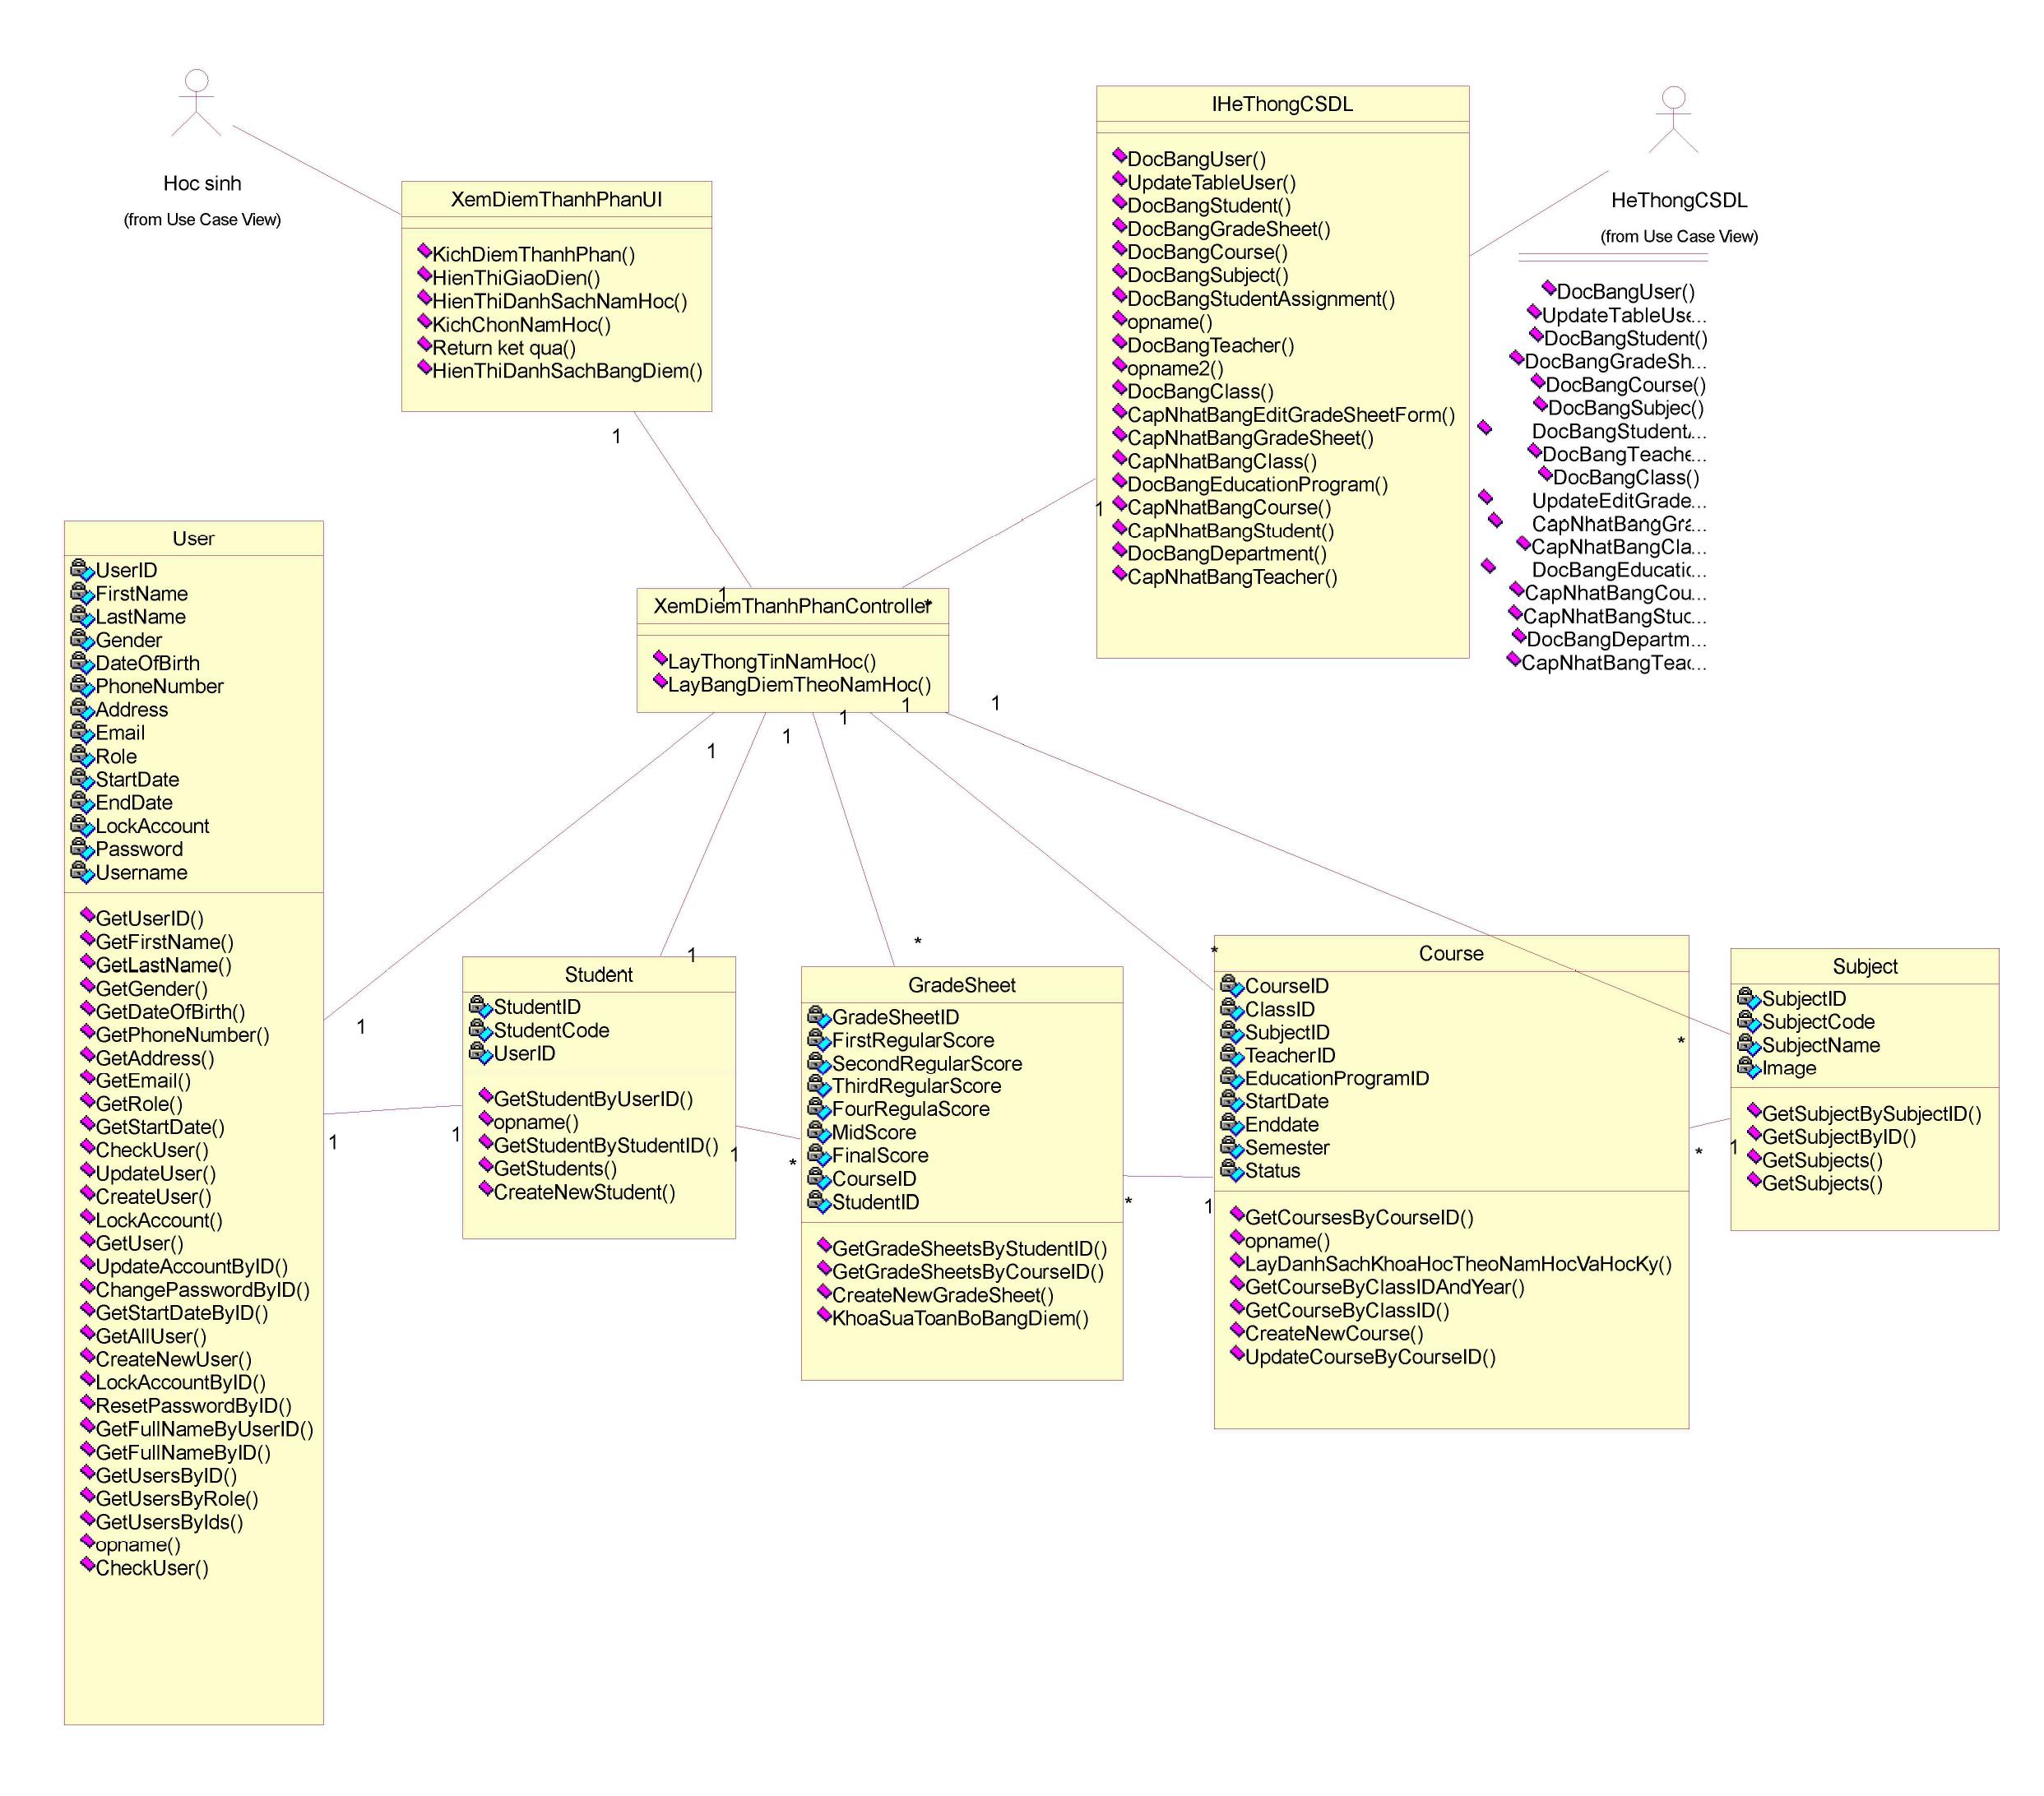 Hoc sinh
(from Use Case View)
XemDiemThanhPhanUI
KichDiemThanhPhan()
HienThiGiaoDien()
HienThiDanhSachNamHoc()
KichChonNamHoc()
Return ket qua()
HienThiDanhSachBangDiem()
IHeThongCSDL
DocBangUser()
UpdateTableUser()
DocBangStudent()
DocBangGradeSheet()
DocBangCourse()
DocBangSubject()
DocBangStudentAssignment()
opname()
DocBangTeacher()
opname2()
DocBangClass()
CapNhatBangEditGradeSheetForm()
CapNhatBangGradeSheet()
CapNhatBangClass()
DocBangEducationProgram()
CapNhatBangCourse()
CapNhatBangStudent()
DocBangDepartment()
CapNhatBangTeacher()
HeThongCSDL
(from Use Case View)
DocBangUser()
UpdateTableUse...
DocBangStudent()
DocBangGradeSh...
DocBangCourse()
DocBangSubjec()
DocBangStudent...
DocBangTeache...
DocBangClass()
UpdateEditGrade...
CapNhatBangGra...
CapNhatBangCla...
DocBangEducatic...
CapNhatBangCou...
CapNhatBangStuc...
DocBangDepartm...
CapNhatBangTeac...
1
1
1
*
XemDiemThanhPhanController
LayThongTinNamHoc()
LayBangDiemTheoNamHoc()
1
1
1
1
1
User
UserID
FirstName
LastName
Gender
DateOfBirth
PhoneNumber
Address
Email
Role
StartDate
EndDate
LockAccount
Password
Username
GetUserID()
GetFirstName()
GetLastName()
GetGender()
GetDateOfBirth()
GetPhoneNumber()
GetAddress()
GetEmail()
GetRole()
GetStartDate()
CheckUser()
UpdateUser()
CreateUser()
LockAccount()
GetUser()
UpdateAccountByID()
ChangePasswordByID()
GetStartDateByID()
GetAllUser()
CreateNewUser()
LockAccountByID()
ResetPasswordByID()
GetFullNameByUserID()
GetFullNameByID()
GetUsersByID()
GetUsersByRole()
GetUsersByIds()
opname()
CheckUser()
1
1
1
1
Student
StudentID
StudentCode
UserID
GetStudentByUserID()
opname()
GetStudentByStudentID()
GetStudents()
CreateNewStudent()
1
*
*
GradeSheet
GradeSheetID
FirstRegularScore
SecondRegularScore
ThirdRegularScore
FourRegulaScore
MidScore
FinalScore
CourseID
StudentID
GetGradeSheetsByStudentID()
GetGradeSheetsByCourseID()
CreateNewGradeSheet()
KhoaSuaToanBoBangDiem()
*
1
*
Course
CourseID
ClassID
SubjectID
TeacherID
EducationProgramID
StartDate
Enddate
Semester
Status
GetCoursesByCourseID()
opname()
LayDanhSachKhoaHocTheoNamHocVaHocKy()
GetCourseByClassIDAndYear()
GetCourseByClassID()
CreateNewCourse()
UpdateCourseByCourseID()
*
*
1
Subject
SubjectID
SubjectCode
SubjectName
Image
GetSubjectBySubjectID()
GetSubjectByID()
GetSubjects()
GetSubjects()